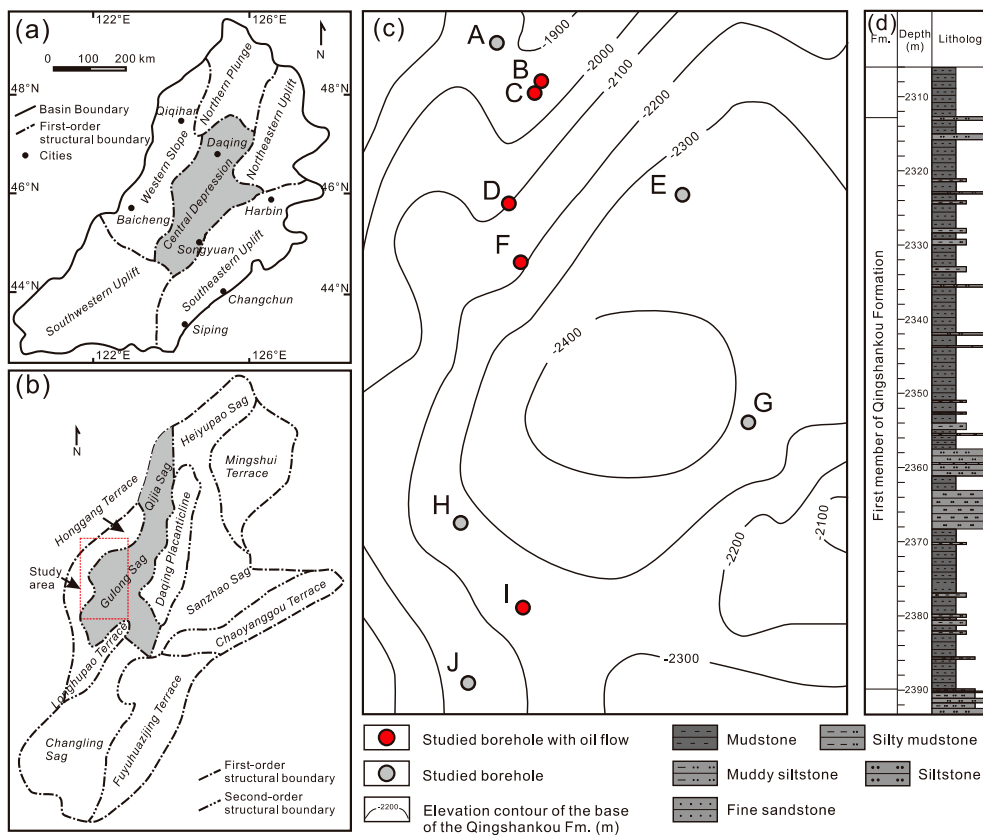 (a)
122°E
126°E
N
0 100 200 km
48°N
48°N
Basin Boundary
First-order
structural boundary
Cities
Northern Plunge
Northeastern Uplift
Qiqihar
Western Slope
Daqing
46°N
46°N
Central Depression
Baicheng
Harbin
Songyuan
Southeastern Uplift
44°N
44°N
Southwestern Uplift
Changchun
Siping
122°E
126°E
(b)
N
Heiyupao Sag
Mingshui
Terrace
Honggang Terrace
Qijia Sag
Study
area
Gulong Sag
Daqing Placanticline
Sanzhao Sag
Chaoyanggou Terrace
Longhupao Terrace
Fuyuhuazijing Terrace
Changling
Sag
First-order
structural boundary
Second-order
structural boundary
(c)
A
-1900
-2000
B
C
-2100
-2200
-2300
D
E
F
-2400
G
H
-2100
-2200
I
J
-2300
Studied borehole with oil flow
Studied borehole
-2200
Elevation contour of the base
of the Qingshankou Fm. (m)
Mudstone
Silty mudstone
Muddy siltstone
Siltstone
Fine sandstone
(d)
Fm.
Depth
(m)
Litholog
First member of Qingshankou Formation
2310
2320
2330
2340
2350
2360
2370
2380
2390